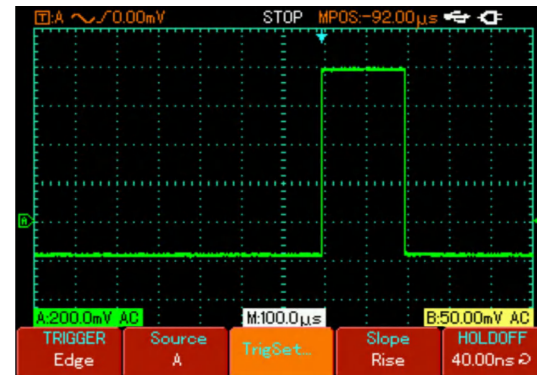 T:A 0.00mV STOP MPOS:-92.00µs
A
A:200.0mV AC M:100.0µs B:50.00mV AC
TRIGGER Source TrigSet... Slope HOLDOFF
Edge A Rise 40.00ns